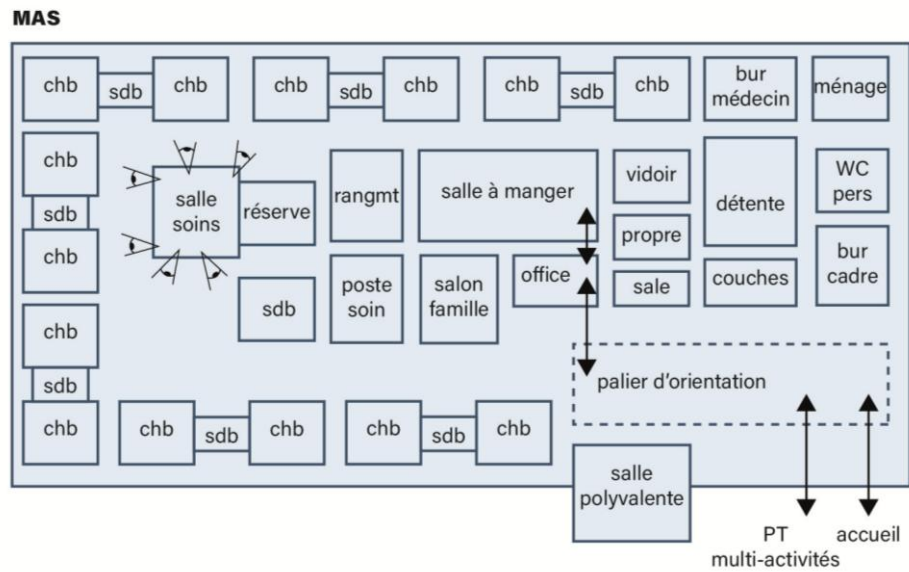 MAS
chb
sdb
chb
chb
sdb
chb
chb
sdb
chb
bur
médecin
ménage
chb
sdb
chb
salle
soins
réserve
rangmt
salle à manger
vidoir
détente
WC
pers
propre
sdb
poste
soin
salon
famille
office
sale
couches
bur
cadre
chb
sdb
chb
palier d'orientation
chb
sdb
chb
chb
sdb
chb
salle
polyvalente
PT
multi-activités
accueil